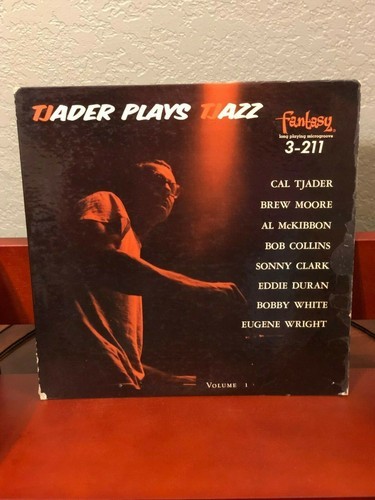 TJADER PLAYS TJAZZ
fantasy
long playing microgroove
3-211
CAL TJADER
BREW MOORE
AL McKIBBON
BOB COLLINS
SONNY CLARK
EDDIE DURAN
BOBBY WHITE
EUGENE WRIGHT
VOLUME 1